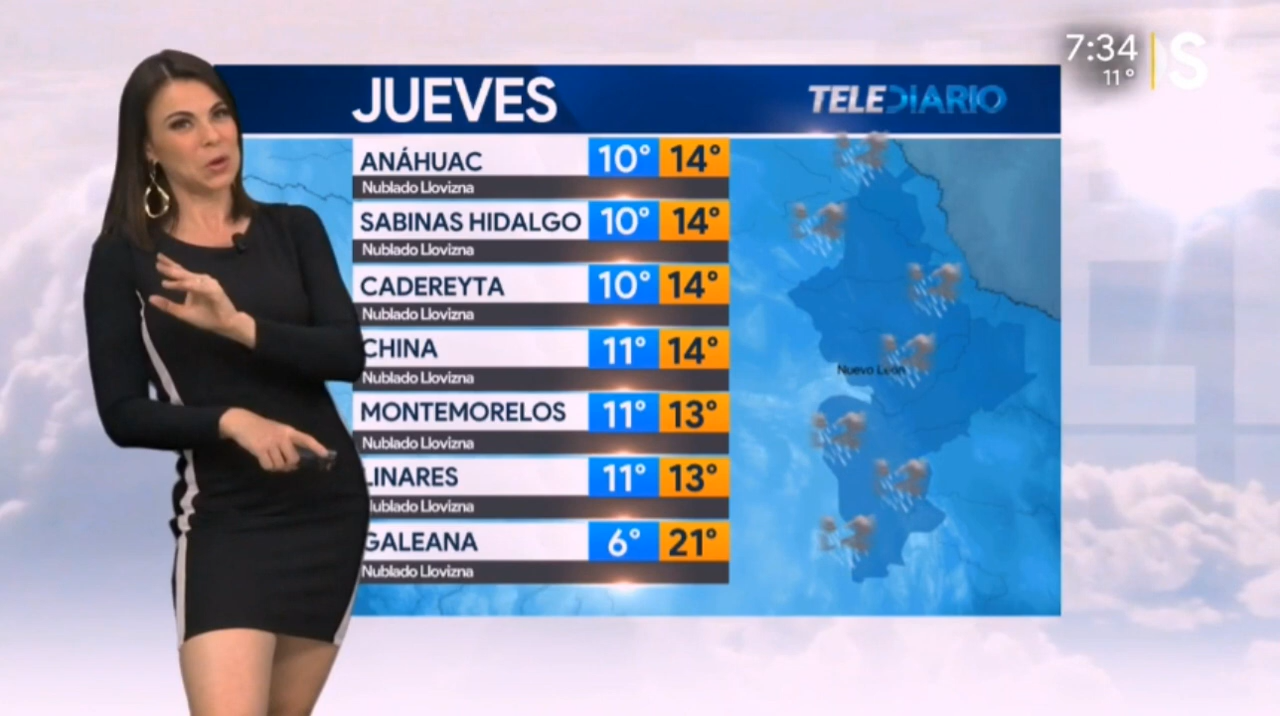 7:34
11°
S
JUEVES
TELEDIARIO
ANÁHUAC 10° 14°
Nublado Llovizna
SABINAS HIDALGO 10° 14°
Nublado Llovizna
CADEREYTA 10° 14°
Nublado Llovizna
CHINA 11° 14°
Nublado Llovizna
MONTEMORELOS 11° 13°
Nublado Llovizna
LINARES 11° 13°
Nublado Llovizna
GALEANA 6° 21°
Nublado Llovizna
Nuevo León